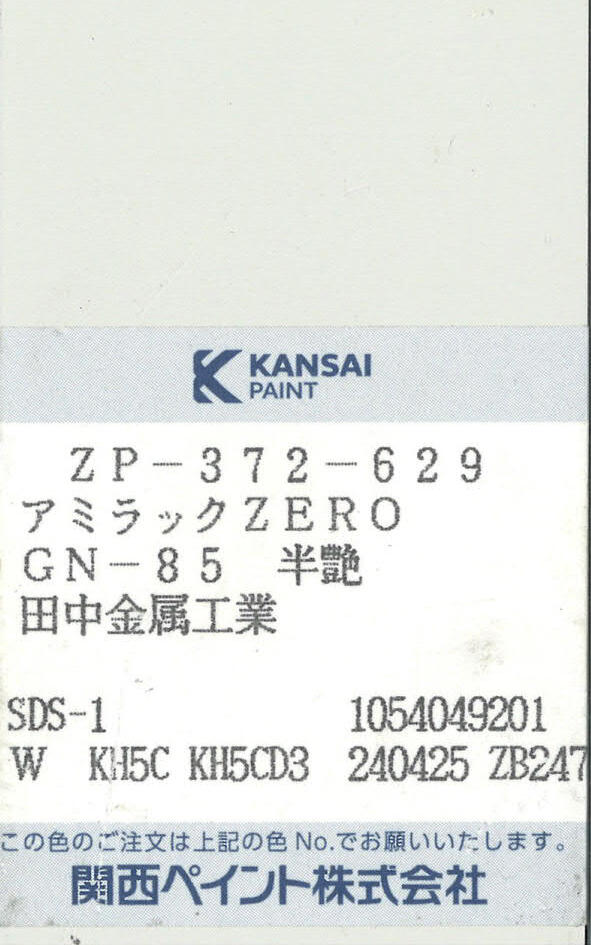 KANSAI
PAINT
ZP-372-629
アミラックZERO
GN-85 半艶
田中金属工業
SDS-1 1054049201
W KH5C KH5CD3 240425 ZB247
この色のご注文は上記の色No.でお願いいたします。
関西ペイント株式会社